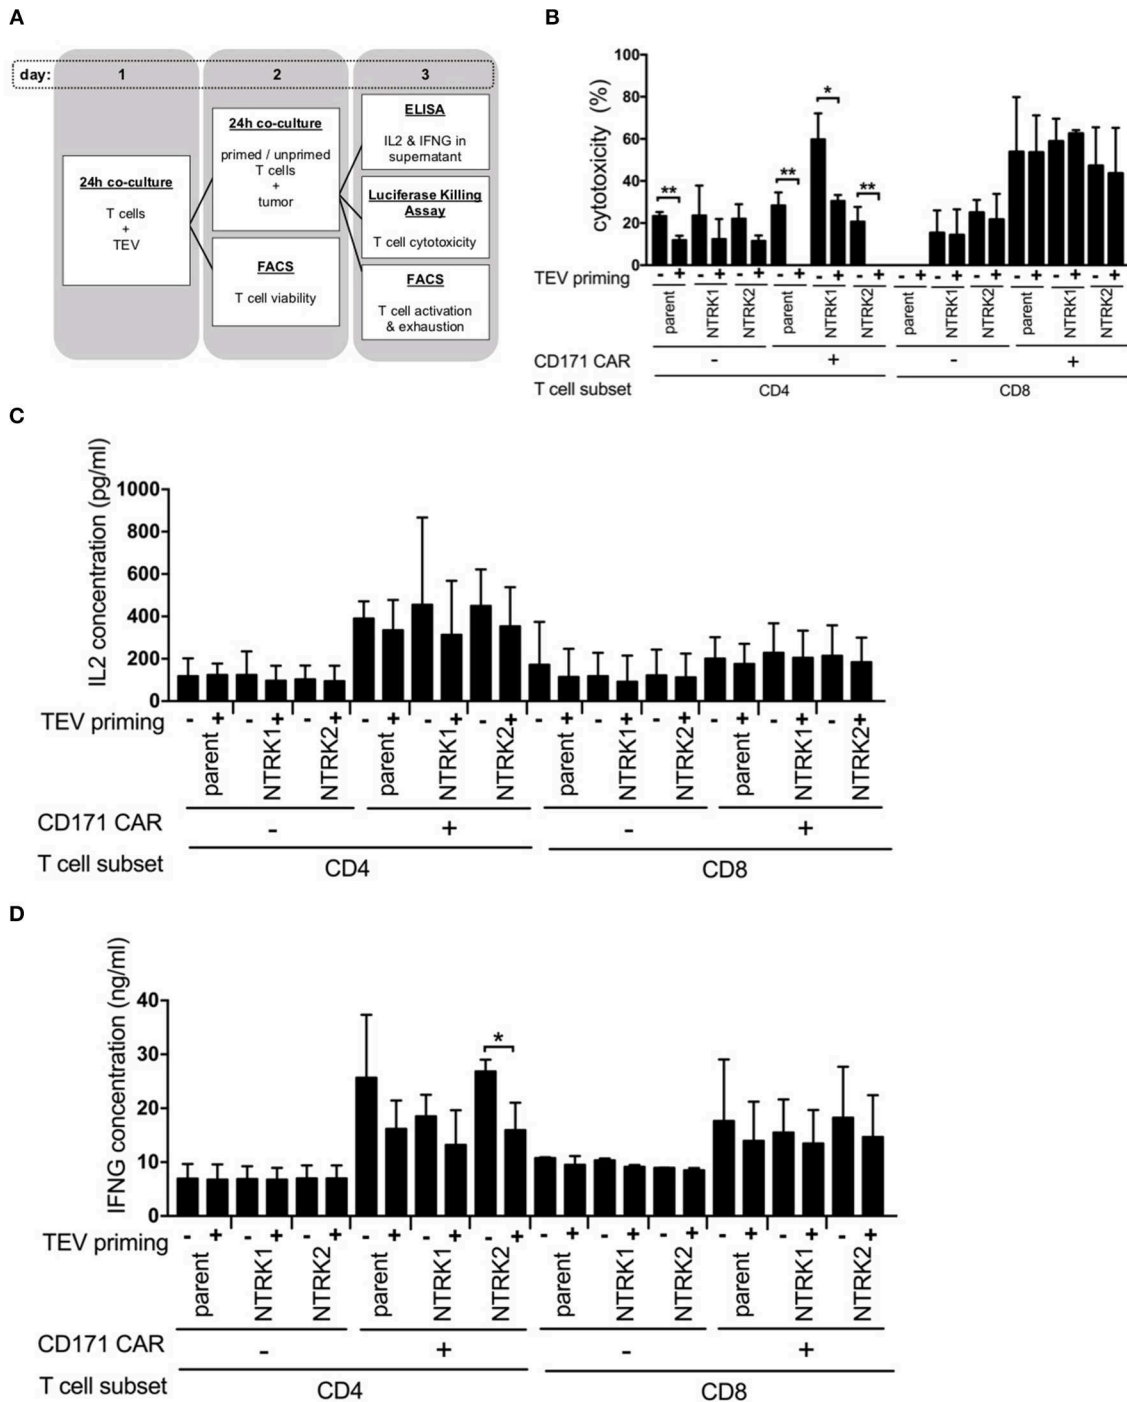 A
day: 1 2 3
24h co-culture
T cells
+
TEV
24h co-culture
primed / unprimed
T cells
+
tumor
FACS
T cell viability
ELISA
IL2 & IFNG in
supernatant
Luciferase Killing
Assay
T cell cytotoxicity
FACS
T cell activation
& exhaustion
B
cytotoxicity (%)
100
80
60
40
20
0
** ** * **
TEV priming - + - + - + - + - + - + - + - + - + - + - + - +
parent NTRK1 NTRK2 parent NTRK1 NTRK2 parent NTRK1 NTRK2 parent NTRK1 NTRK2
CD171 CAR - + - +
T cell subset CD4 CD8
C
IL2 concentration (pg/ml)
1000
800
600
400
200
0
TEV priming - + - + - + - + - + - + - + - + - + - + - + - +
parent NTRK1 NTRK2 parent NTRK1 NTRK2 parent NTRK1 NTRK2 parent NTRK1 NTRK2
CD171 CAR - + - +
T cell subset CD4 CD8
D
IFNG concentration (ng/ml)
40
30
20
10
0
*
TEV priming - + - + - + - + - + - + - + - + - + - + - + - +
parent NTRK1 NTRK2 parent NTRK1 NTRK2 parent NTRK1 NTRK2 parent NTRK1 NTRK2
CD171 CAR - + - +
T cell subset CD4 CD8